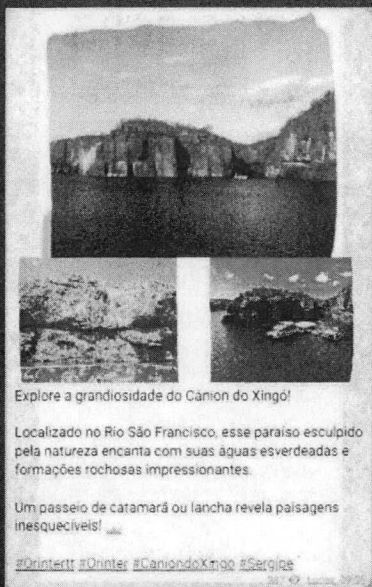 Explore a grandiosidade do Cânion do Xingó!
Localizado no Rio São Francisco, esse paraíso esculpido
pela natureza encanta com suas águas esverdeadas e
formações rochosas impressionantes.
Um passeio de catamarã ou lancha revela paisagens
inesquecíveis!
#Orintertt #Orinter #CaniondoXingo #Sergipe